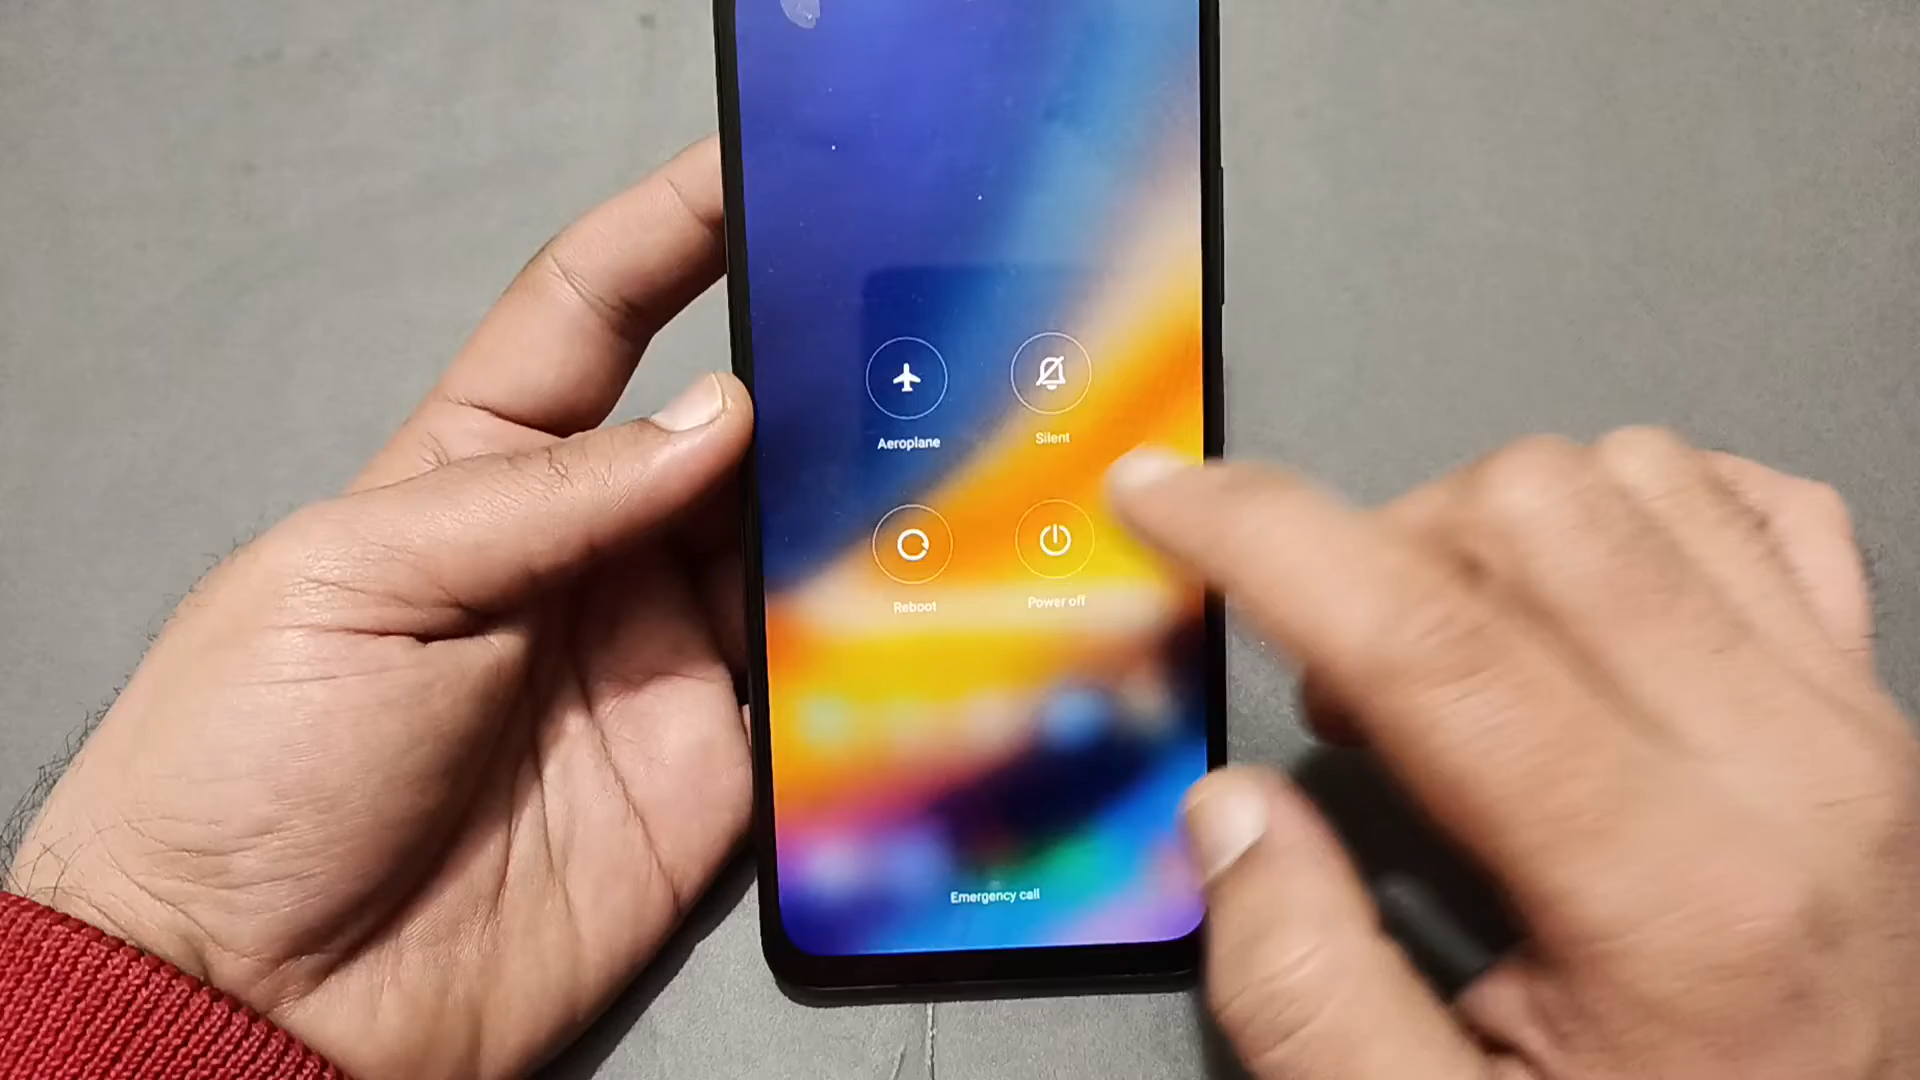 Aeroplane
Silent
Reboot
Power off
Emergency call